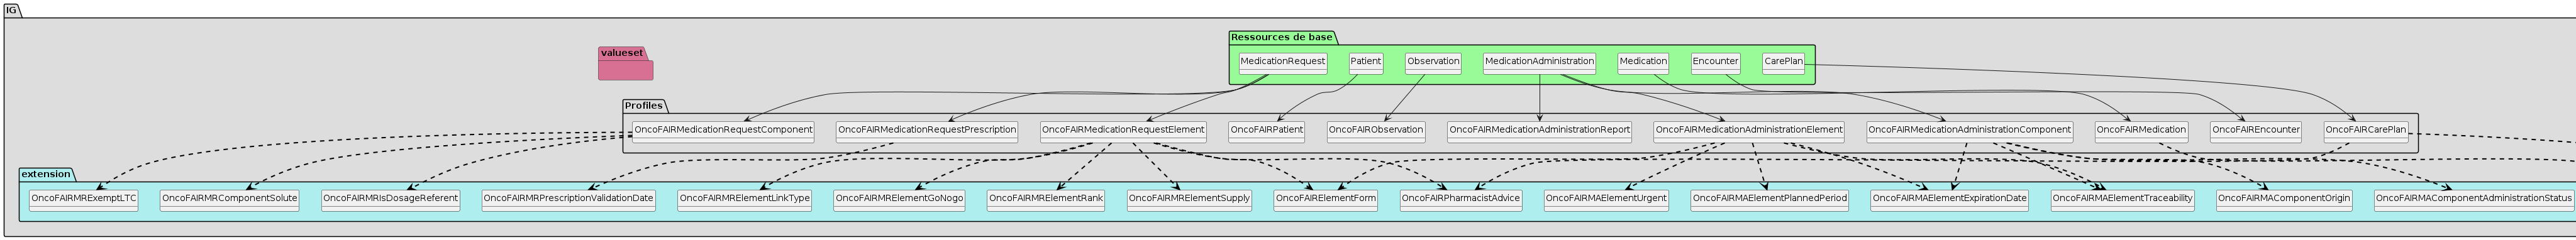 IG
Ressources de base
valueset
MedicationRequest
Patient
Observation
MedicationAdministration
Medication
Encounter
CarePlan
Profiles
OncoFAIRMedicationRequestComponent
OncoFAIRMedicationRequestPrescription
OncoFAIRMedicationRequestElement
OncoFAIRPatient
OncoFAIRObservation
OncoFAIRMedicationAdministrationReport
OncoFAIRMedicationAdministrationElement
OncoFAIRMedicationAdministrationComponent
OncoFAIRMedication
OncoFAIREncounter
OncoFAIRCarePlan
extension
OncoFAIRMRExemptLTC
OncoFAIRMRComponentSolute
OncoFAIRMRIsDosageReferent
OncoFAIRMRPrescriptionValidationDate
OncoFAIRMRElementLinkType
OncoFAIRMRElementGoNogo
OncoFAIRMRElementRank
OncoFAIRMRElementSupply
OncoFAIRElementForm
OncoFAIRPharmacistAdvice
OncoFAIRMAElementUrgent
OncoFAIRMAElementPlannedPeriod
OncoFAIRMAElementExpirationDate
OncoFAIRMAElementTraceability
OncoFAIRMAComponentOrigin
OncoFAIRMAComponentAdministrationStatus